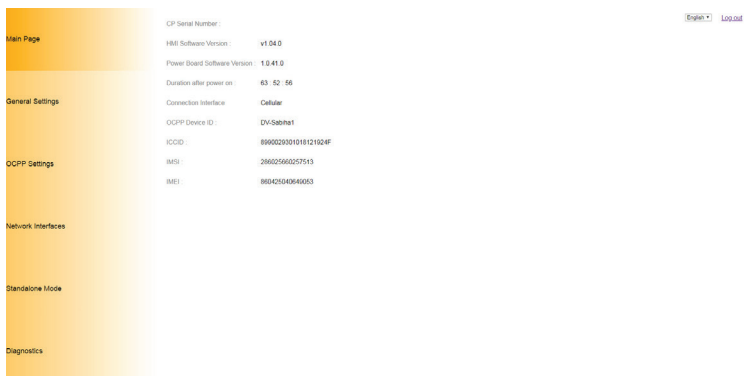 English
Log out
Main Page
General Settings
OCPP Settings
Network Interfaces
Standalone Mode
Diagnostics
CP Serial Number :
HMI Software Version : v1.04.0
Power Board Software Version : 1.0.41.0
Duration after power on : 63 : 52 : 56
Connection Interface Cellular
OCPP Device ID : DV-Sabiha1
ICCID : 8990029301018121924F
IMSI : 286025660257513
IMEI : 860425040649053